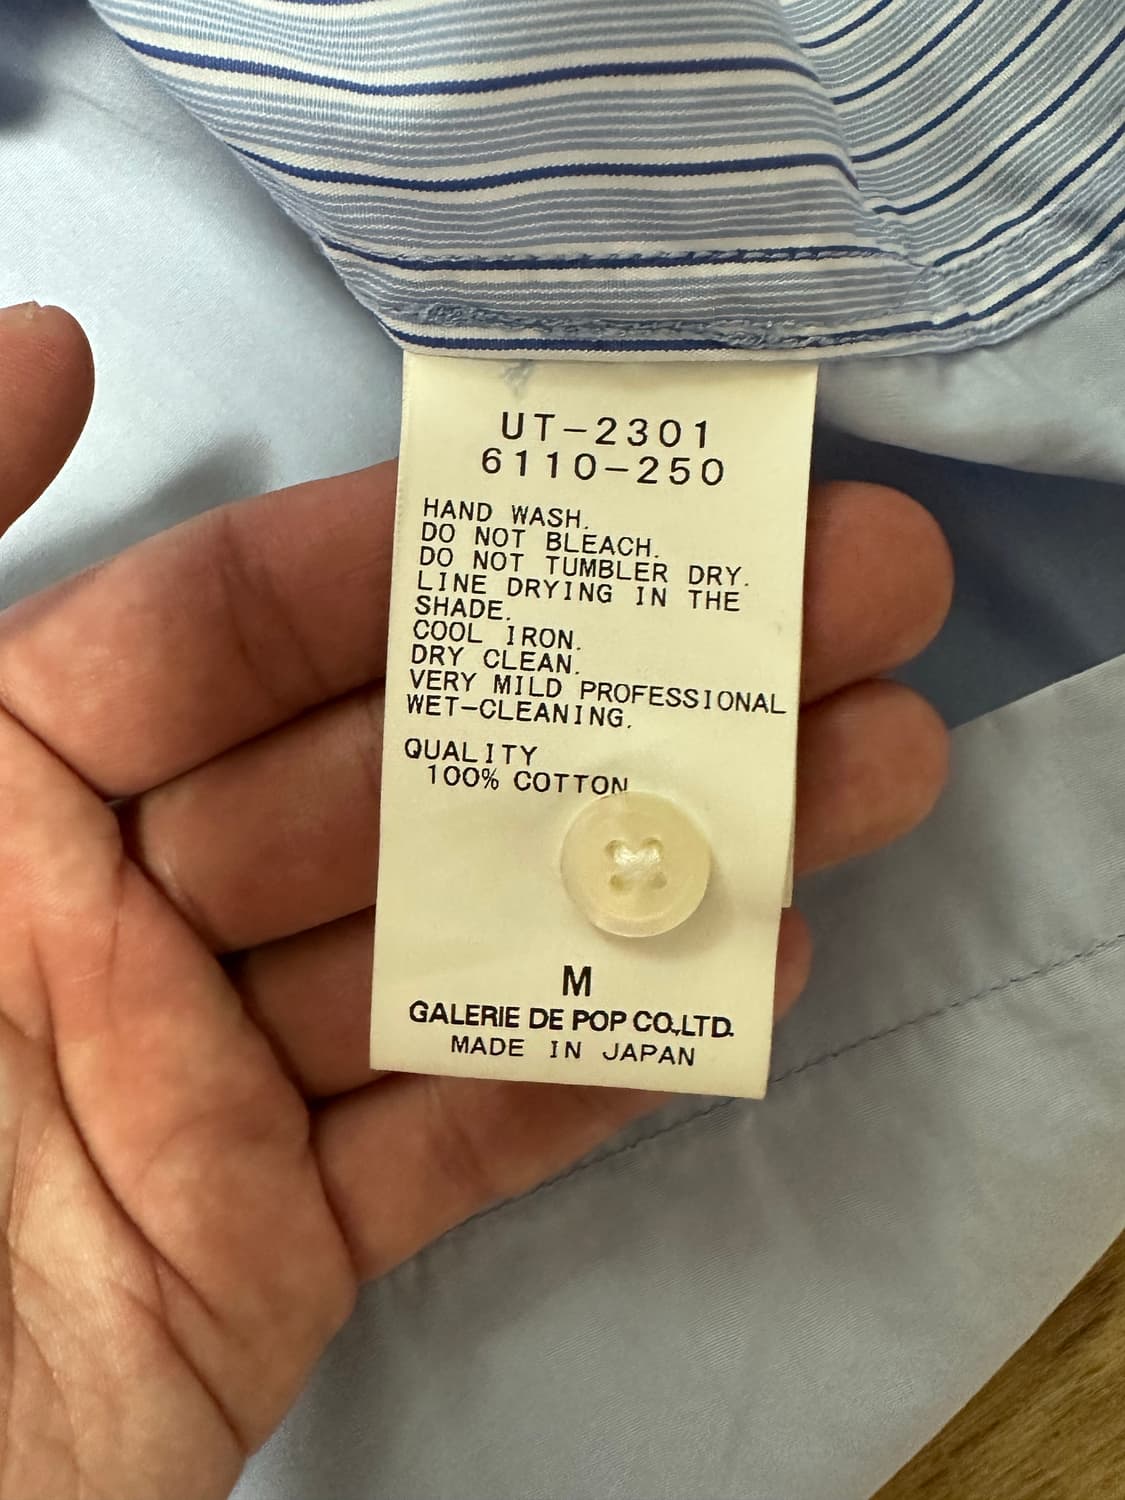 UT-2301
6110-250
HAND WASH.
DO NOT BLEACH.
DO NOT TUMBLER DRY.
LINE DRYING IN THE
SHADE.
COOL IRON.
DRY CLEAN.
VERY MILD PROFESSIONAL
WET-CLEANING.
QUALITY
100% COTTON
M
GALERIE DE POP CO.,LTD.
MADE IN JAPAN